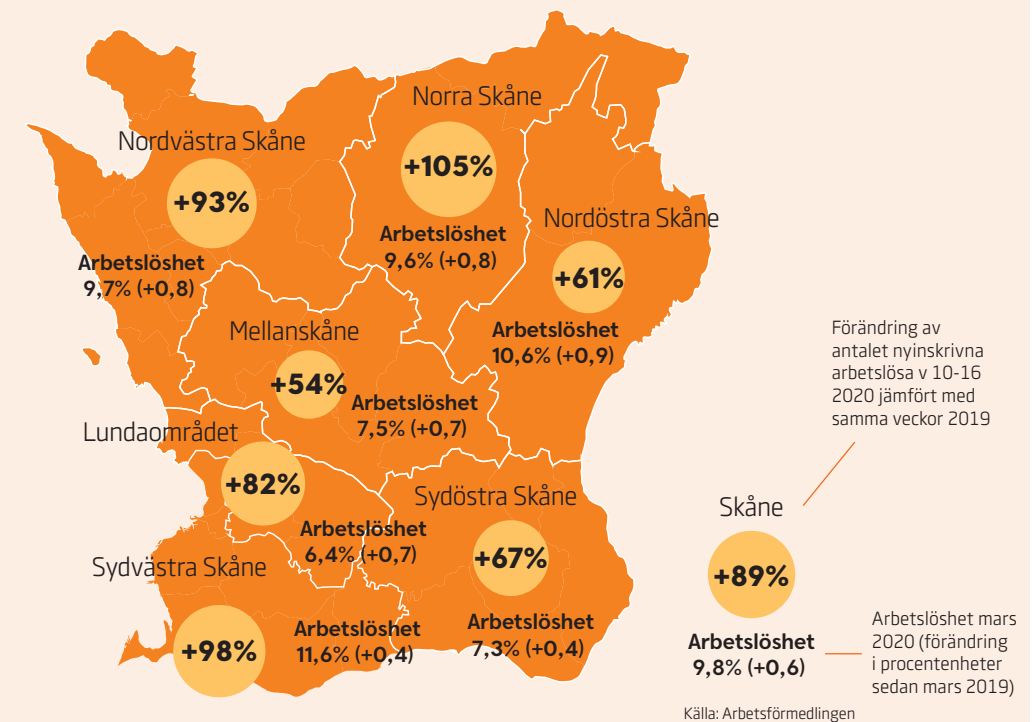 Norra Skåne
+105%
Arbetslöshet
9,6% (+0,8)
Nordvästra Skåne
+93%
Arbetslöshet
9,7% (+0,8)
Nordöstra Skåne
+61%
Arbetslöshet
10,6% (+0,9)
Mellanskåne
+54%
Arbetslöshet
7,5% (+0,7)
Lundaområdet
+82%
Arbetslöshet
6,4% (+0,7)
Sydöstra Skåne
+67%
Arbetslöshet
7,3% (+0,4)
Sydvästra Skåne
+98%
Arbetslöshet
11,6% (+0,4)
Förändring av
antalet nyinskrivna
arbetslösa v 10-16
2020 jämfört med
samma veckor 2019
Skåne
+89%
Arbetslöshet
9,8% (+0,6)
Arbetslöshet mars
2020 (förändring
i procentenheter
sedan mars 2019)
Källa: Arbetsförmedlingen